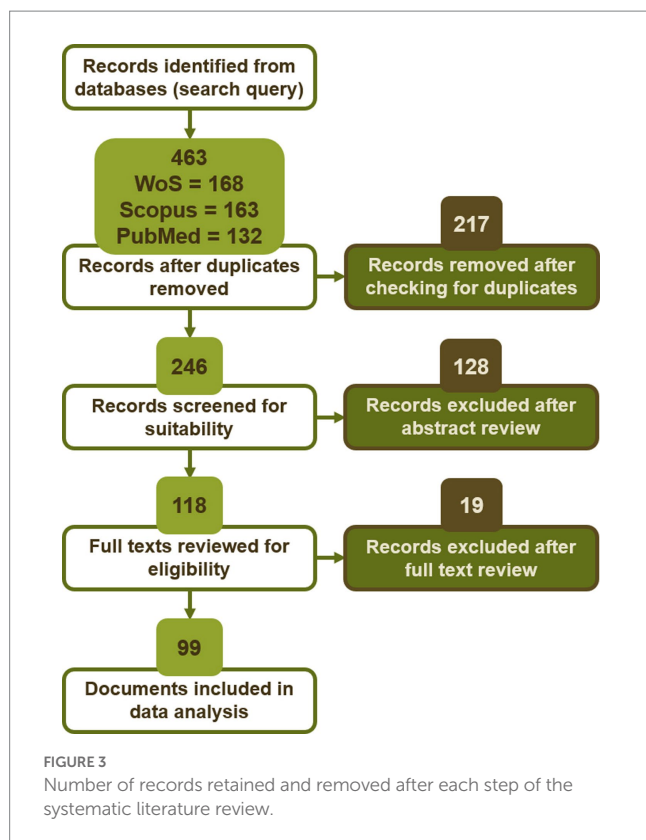 Records identified from
databases (search query)
463
WoS = 168
Scopus = 163
PubMed = 132
217
Records after duplicates
removed
Records removed after
checking for duplicates
246
128
Records screened for
suitability
Records excluded after
abstract review
118
19
Full texts reviewed for
eligibility
Records excluded after
full text review
99
Documents included in
data analysis
FIGURE 3
Number of records retained and removed after each step of the
systematic literature review.